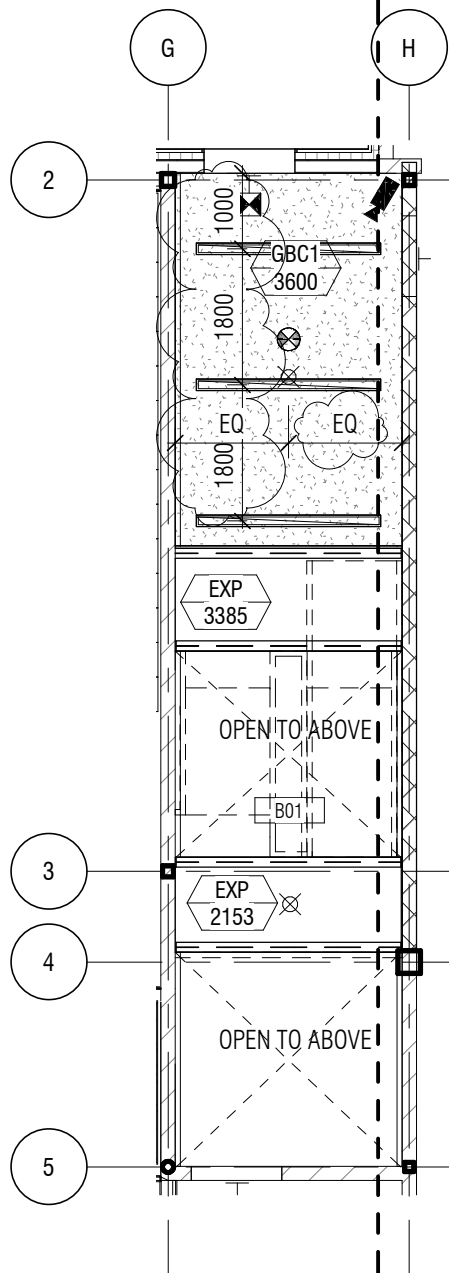 G
H
2
1000
GBC1
3600
1800
EQ
EQ
1800
EXP
3385
OPEN TO ABOVE
B01
3
EXP
2153
4
OPEN TO ABOVE
5